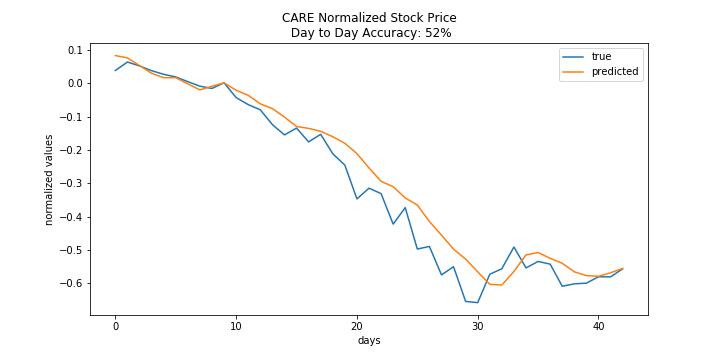 CARE Normalized Stock Price
Day to Day Accuracy: 52%
true
predicted
normalized values
0.1
0.0
−0.1
−0.2
−0.3
−0.4
−0.5
−0.6
0 10 20 30 40
days